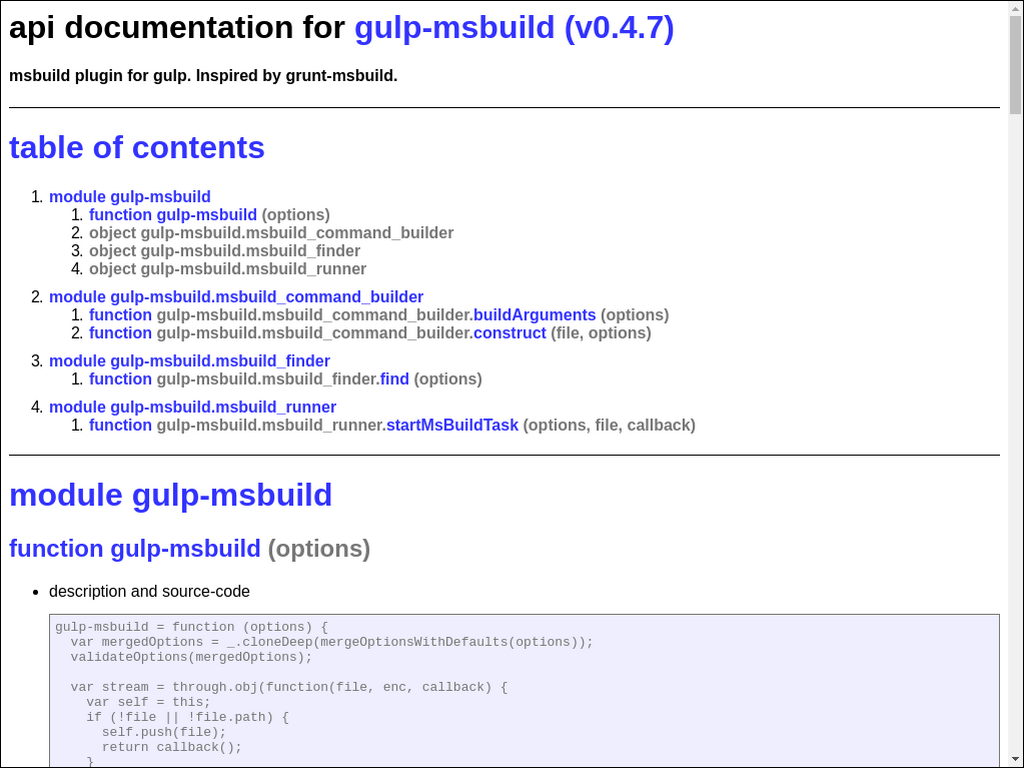 api documentation for gulp-msbuild (v0.4.7)
msbuild plugin for gulp. Inspired by grunt-msbuild.
table of contents
1. module gulp-msbuild
1. function gulp-msbuild (options)
2. object gulp-msbuild.msbuild_command_builder
3. object gulp-msbuild.msbuild_finder
4. object gulp-msbuild.msbuild_runner
2. module gulp-msbuild.msbuild_command_builder
1. function gulp-msbuild.msbuild_command_builder.buildArguments (options)
2. function gulp-msbuild.msbuild_command_builder.construct (file, options)
3. module gulp-msbuild.msbuild_finder
1. function gulp-msbuild.msbuild_finder.find (options)
4. module gulp-msbuild.msbuild_runner
1. function gulp-msbuild.msbuild_runner.startMsBuildTask (options, file, callback)
module gulp-msbuild
function gulp-msbuild (options)
• description and source-code
gulp-msbuild = function (options) {
  var mergedOptions = _.cloneDeep(mergeOptionsWithDefaults(options));
  validateOptions(mergedOptions);
  var stream = through.obj(function(file, enc, callback) {
    var self = this;
    if (!file || !file.path) {
      self.push(file);
      return callback();
    }